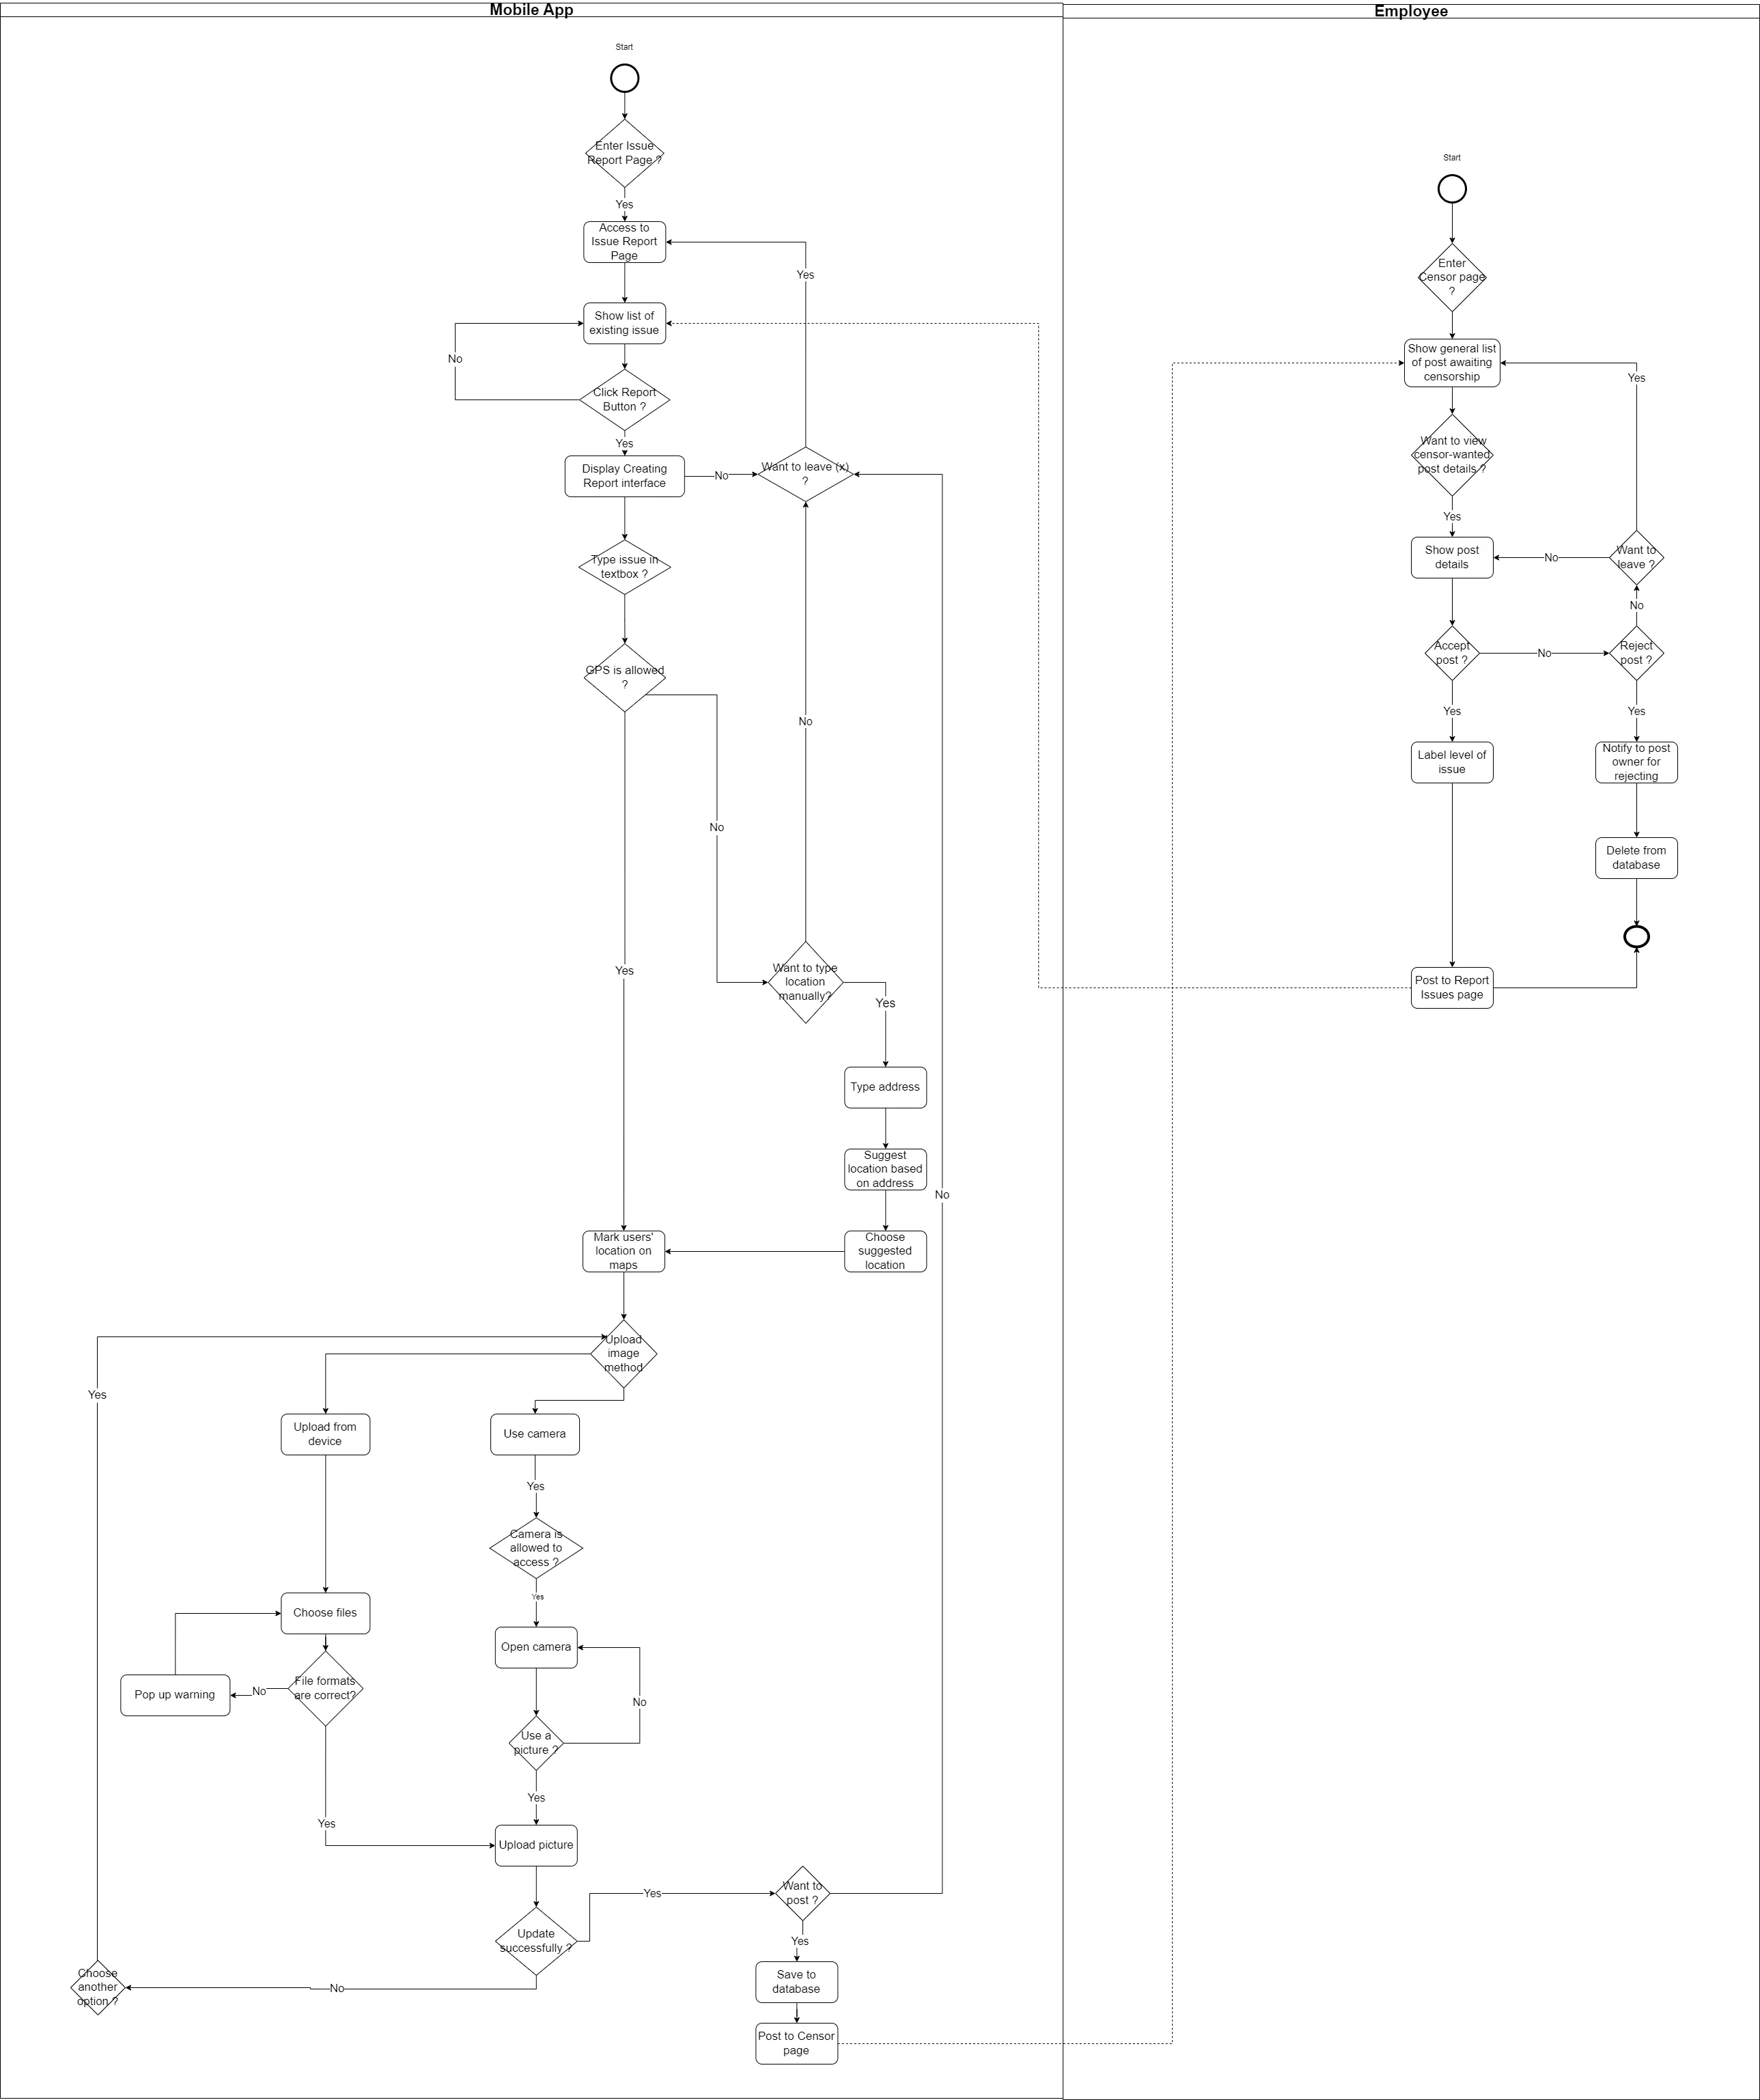 Mobile App
Employee
Start
Enter Issue
Report Page ?
Yes
Access to
Issue Report
Page
Yes
Show list of
existing issue
No
Click Report
Button ?
Yes
Display Creating
Report interface
No
Want to leave (x)
?
Type issue in
textbox ?
GPS is allowed
?
No
No
Yes
Want to type
location
manually?
Yes
Type address
Suggest
location based
on address
No
Mark users'
location on
maps
Choose
suggested
location
Upload
image
method
Yes
Upload from
device
Use camera
Yes
Camera is
allowed to
access ?
Yes
Choose files
Open camera
Pop up warning
No
File formats
are correct?
No
Use a
picture ?
Yes
Yes
Upload picture
Yes
Want to
post ?
Update
successfully ?
Yes
Choose
another
option ?
No
Save to
database
Post to Censor
page
Start
Enter
Censor page
?
Show general list
of post awaiting
censorship
Yes
Want to view
censor-wanted
post details ?
Yes
Show post
details
No
Want to
leave ?
No
Accept
post ?
No
Reject
post ?
Yes
Yes
Label level of
issue
Notify to post
owner for
rejecting
Delete from
database
Post to Report
Issues page